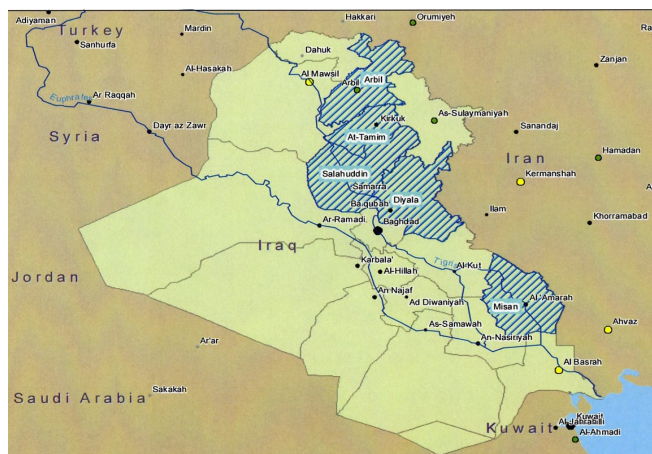 Adiyaman
Hakkari
Orumiyeh
Turkey
Mardin
Sanhurfa
Ra
Dahuk
Zanjan
Al-Hasakah
Al Mawsil
Arbil
Arbil
Euphrates
Ar Raqqah
As-Sulaymaniyah
Kirkuk
Dayr az Zawr
At-Tamim
Sanandaj
Syria
Iran
Hamadan
Salahuddin
Kermanshah
Samarra
A
Ba qubah
Diyala
Ilam
Khorramabad
Ar-Ramadi.
Baghdad
Iraq
Karbala'
Tigris
Al-Kut
Jordan
Al-Hillah
An Najaf
Ad Diwaniyah
Misan
Al-'Amarah
As-Samawah
Ahvaz
Ar'ar
An-Nasiriyah
Al Basrah
Sakakah
Saudi Arabia
Kuwait
Kuwait
Al-Ahmadi